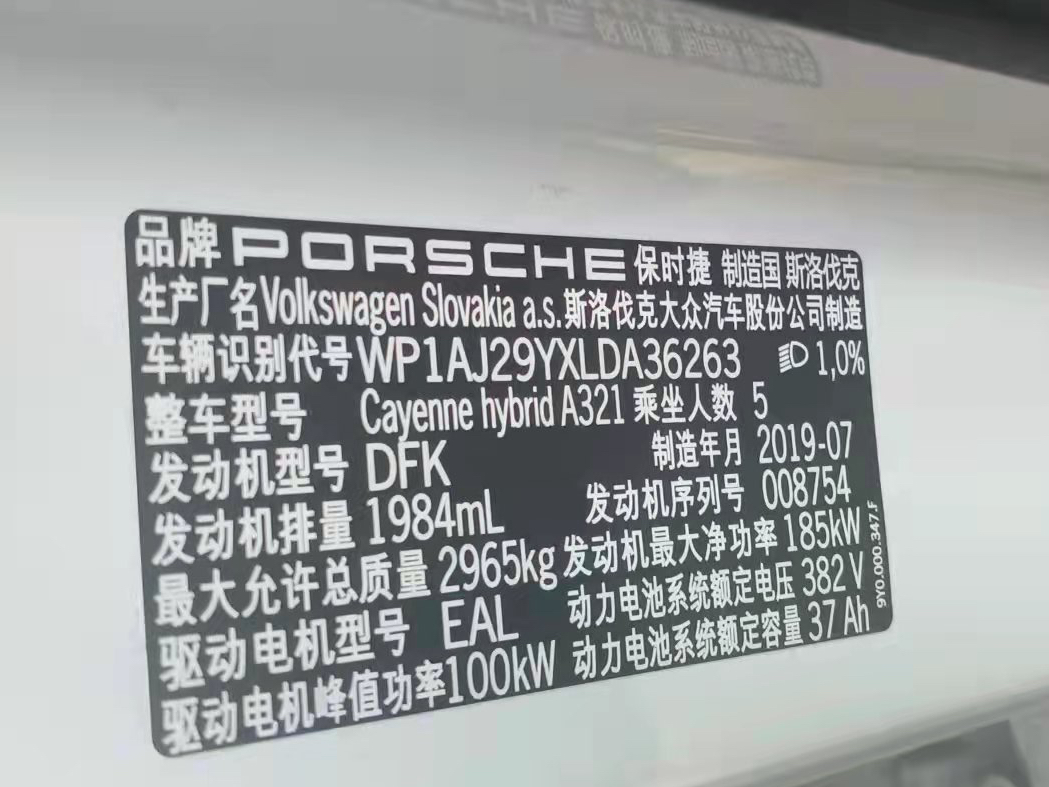 品牌 PORSCHE 保时捷 制造国 斯洛伐克
生产厂名 Volkswagen Slovakia a.s. 斯洛伐克大众汽车股份公司制造
车辆识别代号 WP1AJ29YXLDA36263 1,0%
整车型号 Cayenne hybrid A321 乘坐人数 5
发动机型号 DFK 制造年月 2019-07
发动机排量 1984mL 发动机序列号 008754
最大允许总质量 2965kg 发动机最大净功率 185kW
驱动电机型号 EAL 动力电池系统额定电压 382 V
驱动电机峰值功率 100kW 动力电池系统额定容量 37 Ah
9Y0.000.347.F